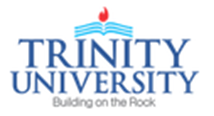 TRINITY
UNIVERSITY
Building on the Rock